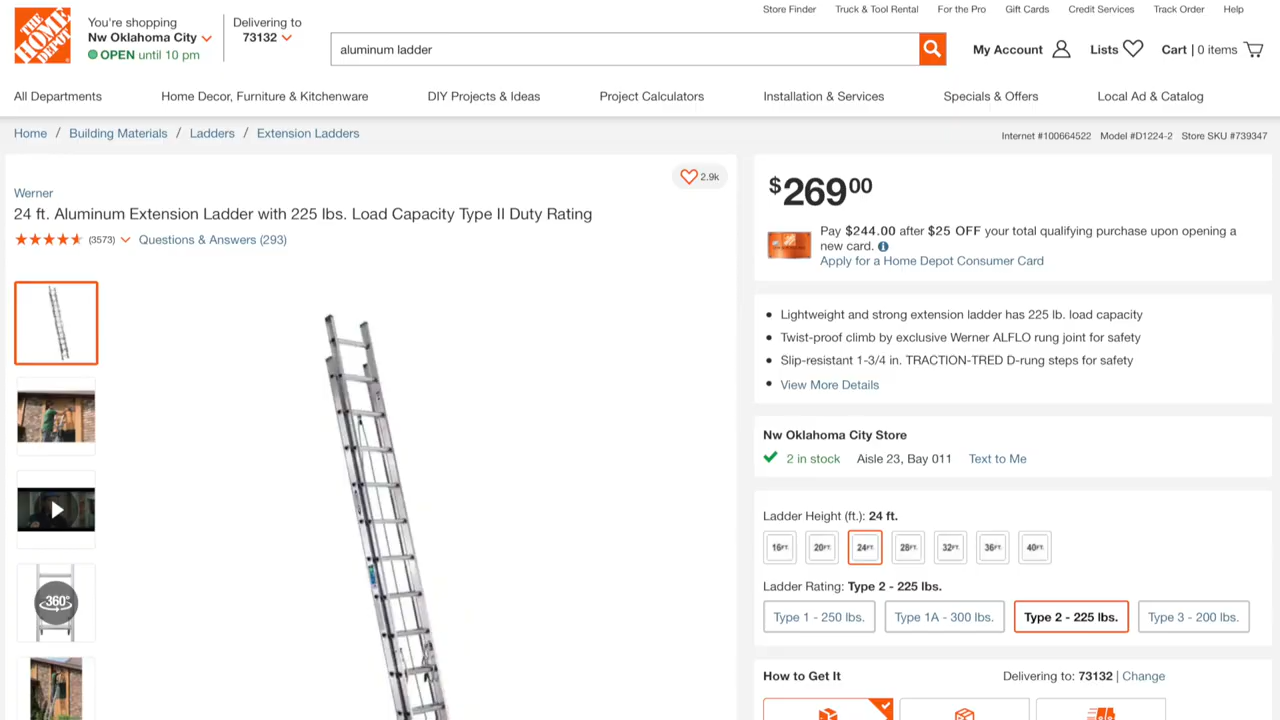 THE HOME DEPOT
You're shopping
Nw Oklahoma City
OPEN until 10 pm
Delivering to
73132
aluminum ladder
Store Finder Truck & Tool Rental For the Pro Gift Cards Credit Services Track Order Help
My Account Lists Cart | 0 items
All Departments Home Decor, Furniture & Kitchenware DIY Projects & Ideas Project Calculators Installation & Services Specials & Offers Local Ad & Catalog
Home / Building Materials / Ladders / Extension Ladders
Internet #100664522 Model #D1224-2 Store SKU #739347
2.9k
Werner
24 ft. Aluminum Extension Ladder with 225 lbs. Load Capacity Type II Duty Rating
(3573) Questions & Answers (293)
360°
$26900
Pay $244.00 after $25 OFF your total qualifying purchase upon opening a
new card.
Apply for a Home Depot Consumer Card
• Lightweight and strong extension ladder has 225 lb. load capacity
• Twist-proof climb by exclusive Werner ALFLO rung joint for safety
• Slip-resistant 1-3/4 in. TRACTION-TRED D-rung steps for safety
• View More Details
Nw Oklahoma City Store
2 in stock Aisle 23, Bay 011 Text to Me
Ladder Height (ft.): 24 ft.
16FT. 20FT. 24FT. 28FT. 32FT. 36FT. 40FT.
Ladder Rating: Type 2 - 225 lbs.
Type 1 - 250 lbs. Type 1A - 300 lbs. Type 2 - 225 lbs. Type 3 - 200 lbs.
How to Get It Delivering to: 73132 | Change